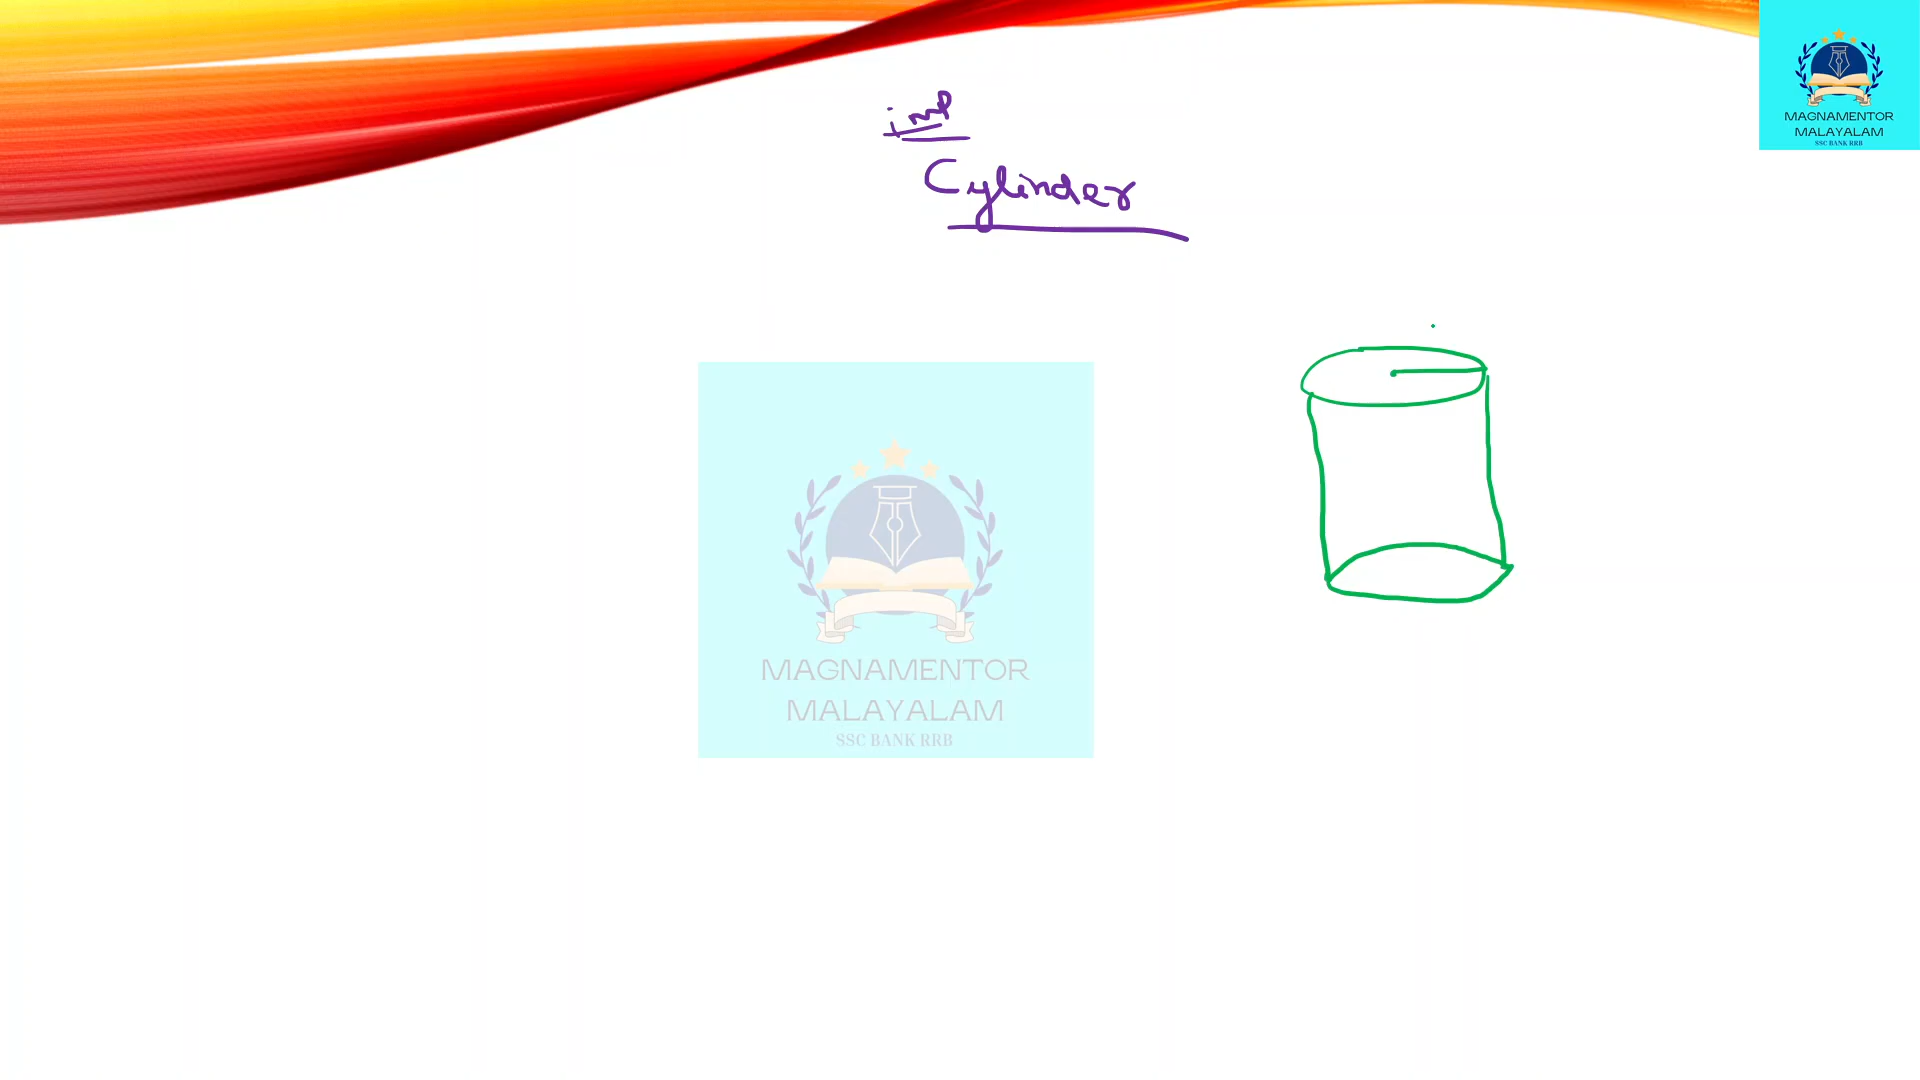 imp
Cylinder
MAGNAMENTOR
MALAYALAM
SSC BANK RRB
MAGNAMENTOR
MALAYALAM
SSC BANK RRB